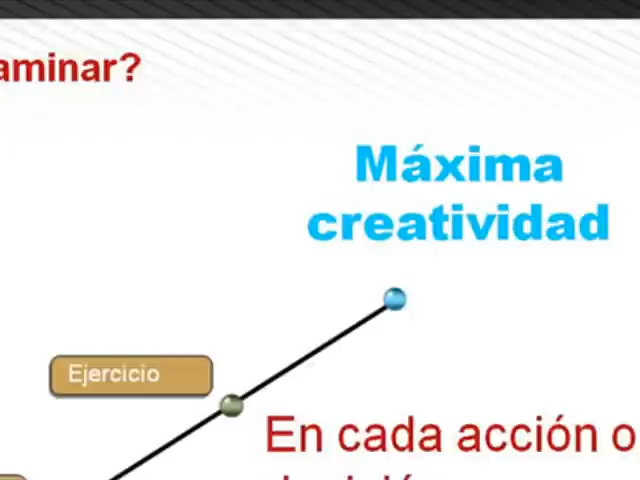 aminar?
Máxima
creatividad
Ejercicio
En cada acción o